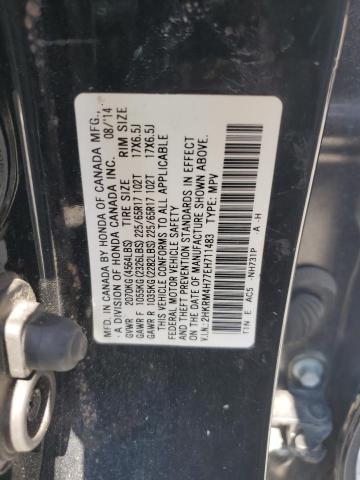 MFD. IN CANADA BY HONDA OF CANADA MFG.,
- A DIVISION OF HONDA CANADA INC. 08/14
TIRE SIZE RIM SIZE
GVWR 2070KG(4564LBS)
GAWR F 1055KG(2326LBS) 225/65R17 102T 17X6.5J
GAWR R 1035KG(2282LBS) 225/65R17 102T 17X6.5J
THIS VEHICLE CONFORMS TO ALL APPLICABLE
FEDERAL MOTOR VEHICLE SAFETY
AND THEFT PREVENTION STANDARDS IN EFFECT
ON THE DATE OF MANUFACTURE SHOWN ABOVE.
V.I.N.: 2HKRM4H77EH711483 TYPE: MPV
T1N E AC5 NH731P A -H